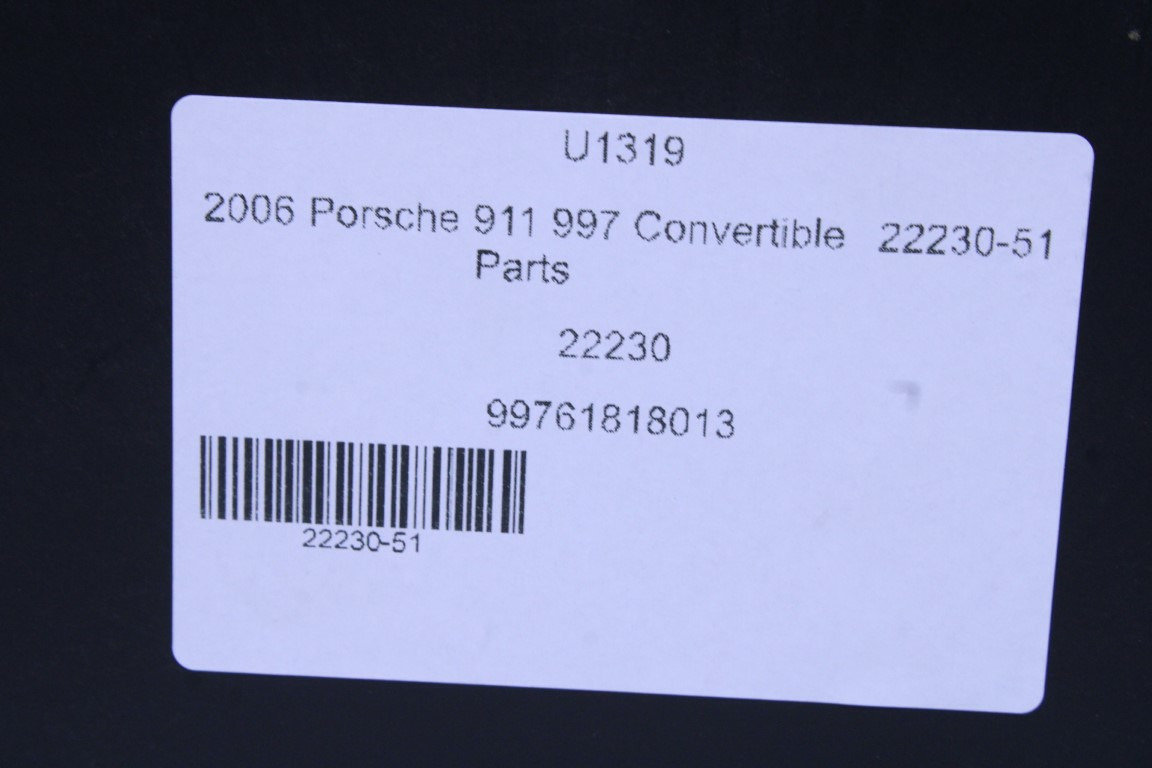 U1319
2006 Porsche 911 997 Convertible 22230-51
Parts
22230
99761818013
22230-51